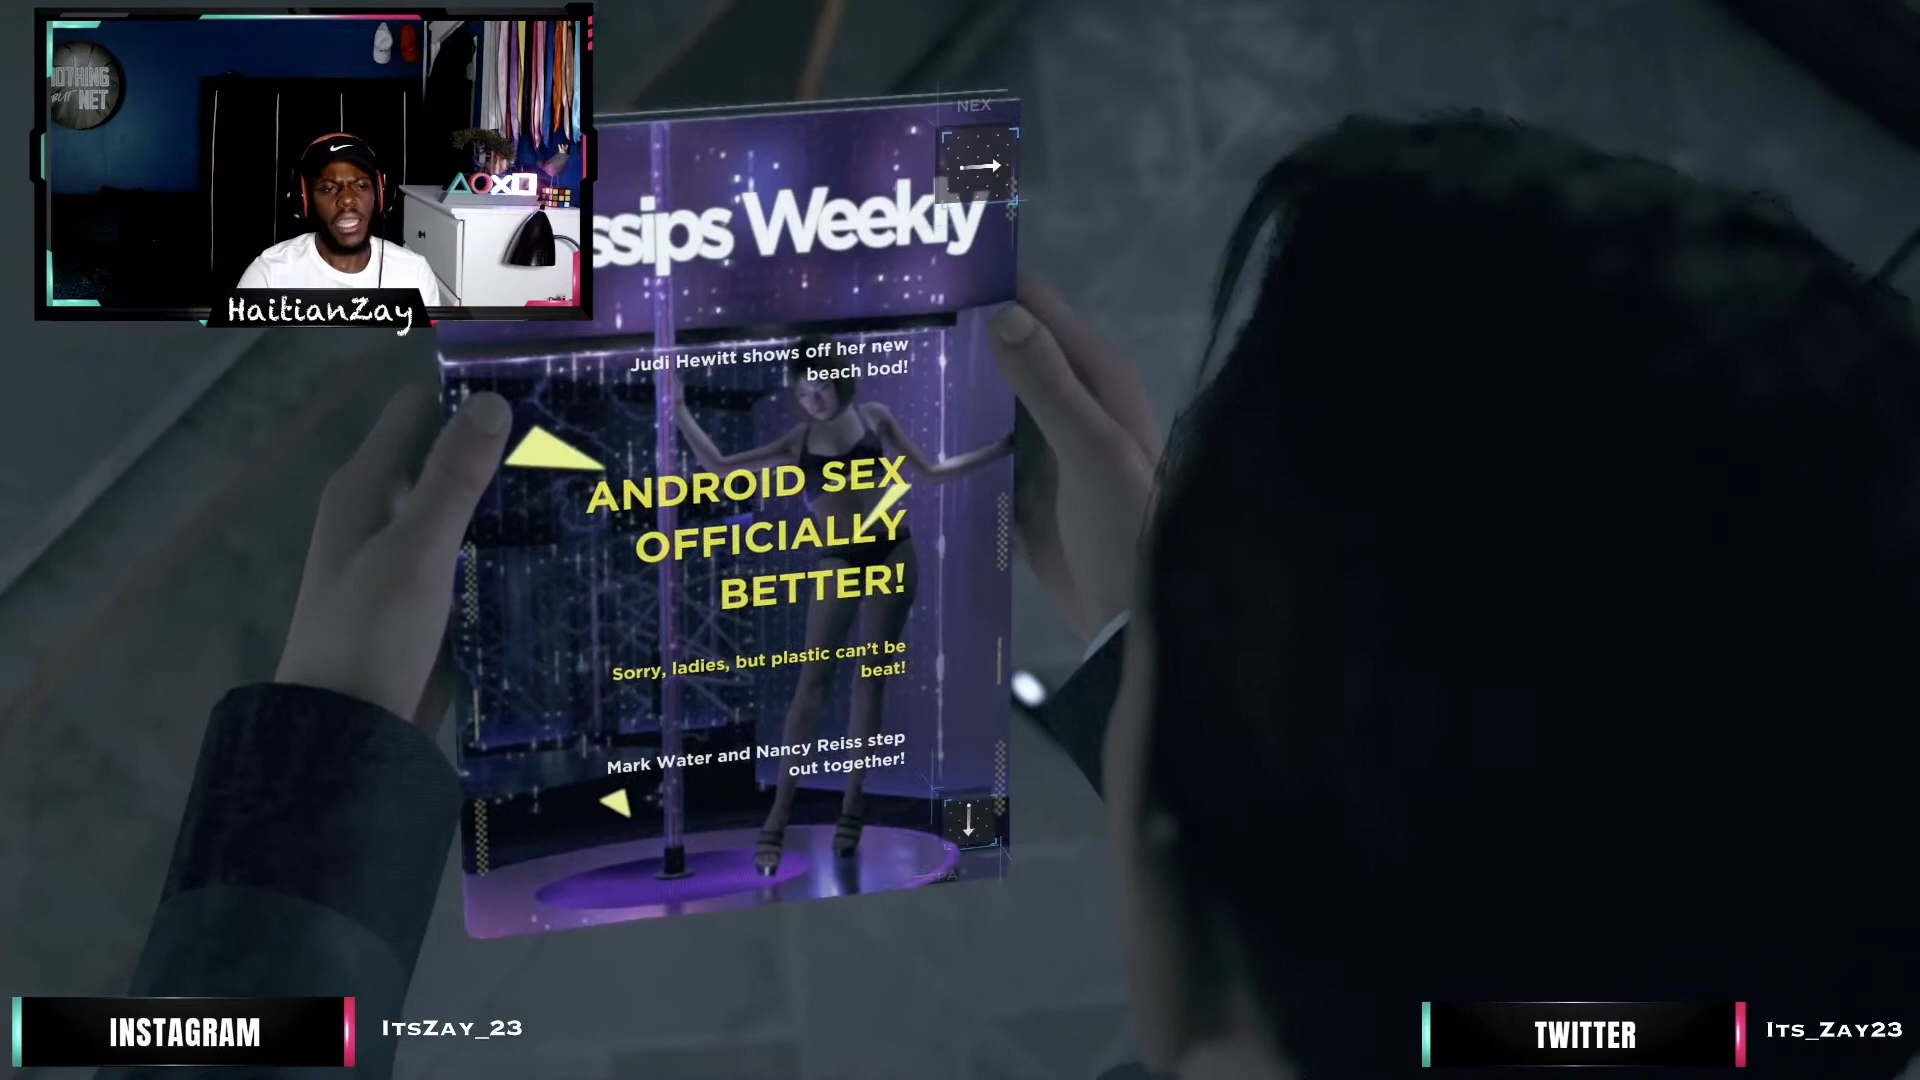 NOTHING
BUT NET
HaitianZay
NEX
ssips Weekly
Judi Hewitt shows off her new
beach bod!
ANDROID SEX
OFFICIALLY
BETTER!
Sorry, ladies, but plastic can't be
beat!
Mark Water and Nancy Reiss step
out together!
PA
INSTAGRAM
ITSZAY_23
TWITTER
ITS_ZAY23